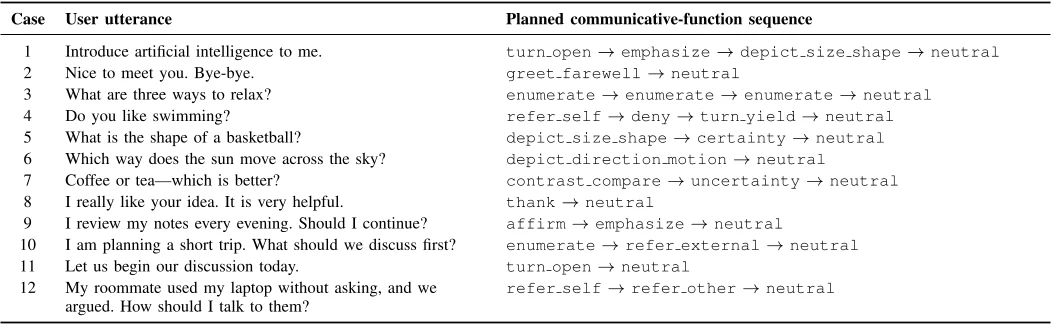 Case User utterance Planned communicative-function sequence
1 Introduce artificial intelligence to me. turn_open → emphasize → depict_size_shape → neutral
2 Nice to meet you. Bye-bye. greet_farewell → neutral
3 What are three ways to relax? enumerate → enumerate → enumerate → neutral
4 Do you like swimming? refer_self → deny → turn_yield → neutral
5 What is the shape of a basketball? depict_size_shape → certainty → neutral
6 Which way does the sun move across the sky? depict_direction_motion → neutral
7 Coffee or tea—which is better? contrast_compare → uncertainty → neutral
8 I really like your idea. It is very helpful. thank → neutral
9 I review my notes every evening. Should I continue? affirm → emphasize → neutral
10 I am planning a short trip. What should we discuss first? enumerate → refer_external → neutral
11 Let us begin our discussion today. turn_open → neutral
12 My roommate used my laptop without asking, and we refer_self → refer_other → neutral
argued. How should I talk to them?